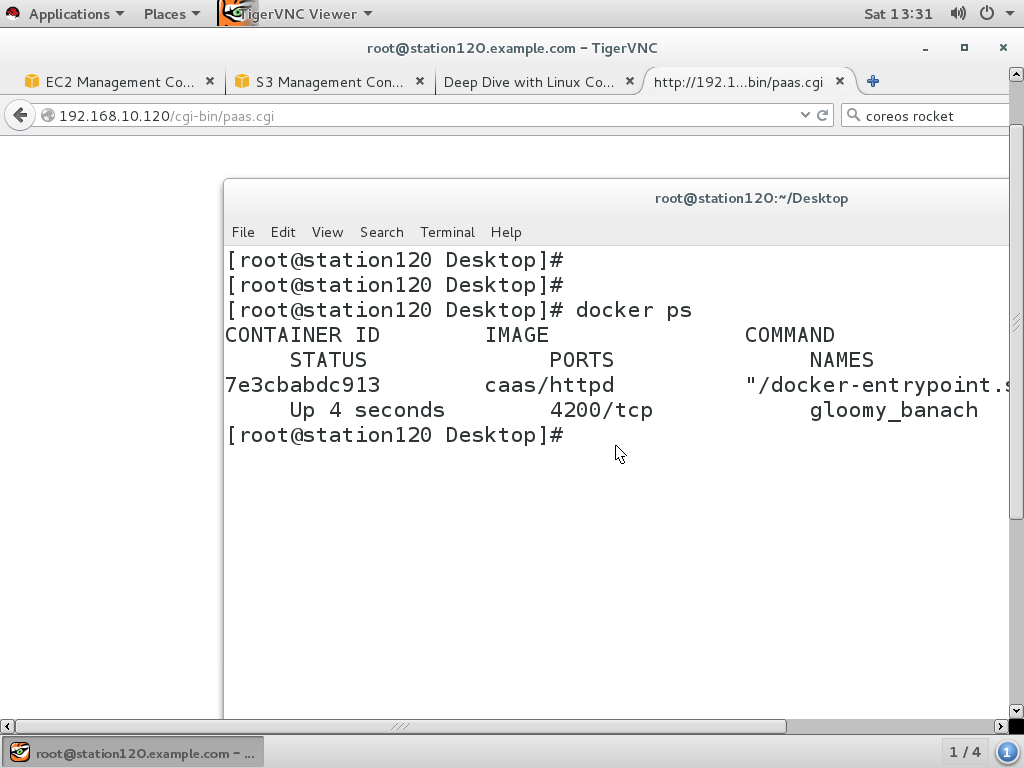 Applications Places TigerVNC Viewer Sat 13:31
root@station120.example.com - TigerVNC
EC2 Management Co... S3 Management Con... Deep Dive with Linux Co... http://192.1...bin/paas.cgi
192.168.10.120/cgi-bin/paas.cgi coreos rocket
root@station120:~/Desktop
File Edit View Search Terminal Help
[root@station120 Desktop]#
[root@station120 Desktop]#
[root@station120 Desktop]# docker ps
CONTAINER ID IMAGE COMMAND
STATUS PORTS NAMES
7e3cbabdc913 caas/httpd "/docker-entrypoint.s
Up 4 seconds 4200/tcp gloomy_banach
[root@station120 Desktop]#
root@station120.example.com - ... 1 / 4 1